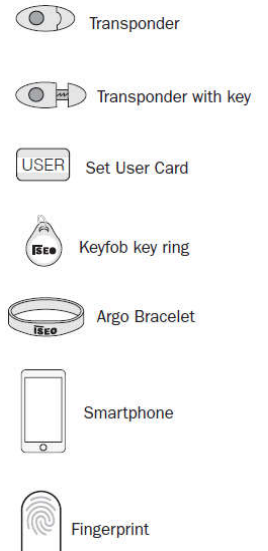 Transponder
Transponder with key
USER Set User Card
ISEO Keyfob key ring
Argo Bracelet
ISEO
Smartphone
Fingerprint